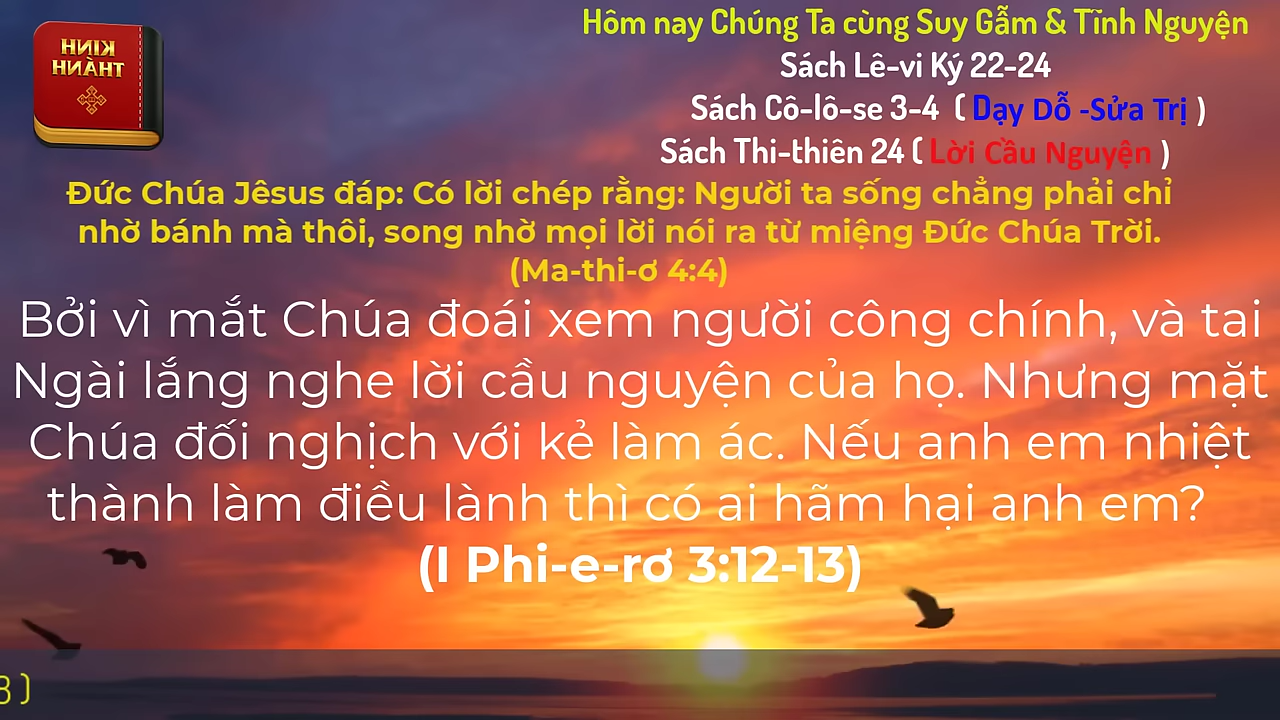 KINH
THÀNH
Hôm nay Chúng Ta cùng Suy Gẫm & Tĩnh Nguyện
Sách Lê-vi Ký 22-24
Sách Cô-lô-se 3-4 ( Dạy Dỗ -Sửa Trị )
Sách Thi-thiên 24 ( Lời Cầu Nguyện )
Đức Chúa Jêsus đáp: Có lời chép rằng: Người ta sống chẳng phải chỉ
nhờ bánh mà thôi, song nhờ mọi lời nói ra từ miệng Đức Chúa Trời.
(Ma-thi-ơ 4:4)
Bởi vì mắt Chúa đoái xem người công chính, và tai
Ngài lắng nghe lời cầu nguyện của họ. Nhưng mặt
Chúa đối nghịch với kẻ làm ác. Nếu anh em nhiệt
thành làm điều lành thì có ai hãm hại anh em?
(I Phi-e-rơ 3:12-13)
)